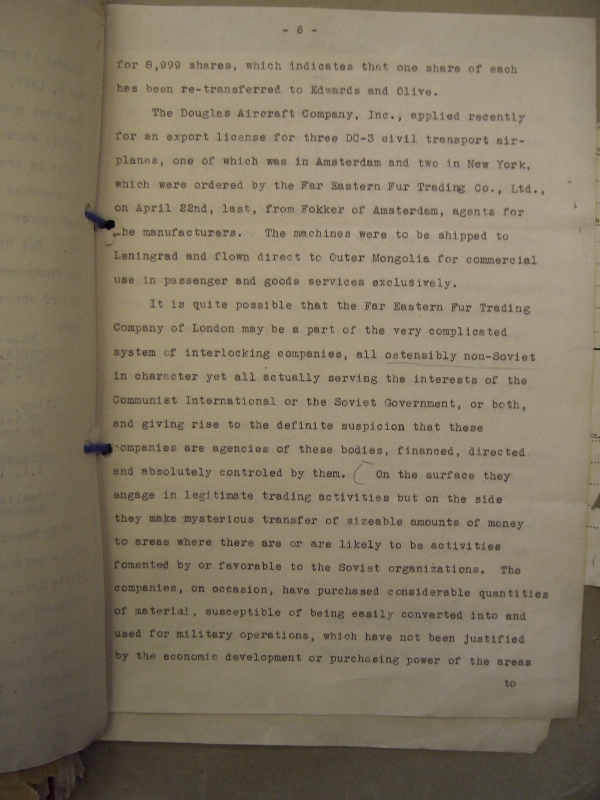 - 6 -
for 8,999 shares, which indicates that one share of each
has been re-transferred to Edwards and Olive.
The Douglas Aircraft Company, Inc., applied recently
for an export license for three DC-3 civil transport air-
planes, one of which was in Amsterdam and two in New York,
which were ordered by the Far Eastern Fur Trading Co., Ltd.,
on April 22nd, last, from Fokker of Amsterdam, agents for
the manufacturers. The machines were to be shipped to
Leningrad and flown direct to Outer Mongolia for commercial
use in passenger and goods services exclusively.
It is quite possible that the Far Eastern Fur Trading
Company of London may be a part of the very complicated
system of interlocking companies, all ostensibly non-Soviet
in character yet all actually serving the interests of the
Communist International or the Soviet Government, or both,
and giving rise to the definite suspicion that these
companies are agencies of these bodies, financed, directed
and absolutely controled by them. ( On the surface they
engage in legitimate trading activities but on the side
they make mysterious transfer of sizeable amounts of money
to areas where there are or are likely to be activities
fomented by or favorable to the Soviet organizations. The
companies, on occasion, have purchased considerable quantities
of material, susceptible of being easily converted into and
used for military operations, which have not been justified
by the economic development or purchasing power of the areas
to